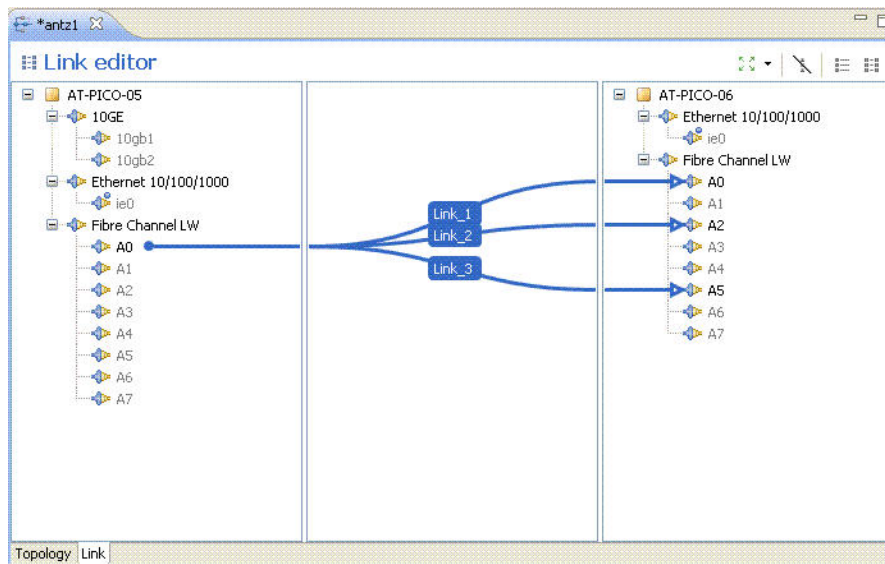 *antz1
Link editor
AT-PICO-05
10GE
10gb1
10gb2
Ethernet 10/100/1000
ie0
Fibre Channel LW
A0
A1
A2
A3
A4
A5
A6
A7
Link_1
Link_2
Link_3
AT-PICO-06
Ethernet 10/100/1000
ie0
Fibre Channel LW
A0
A1
A2
A3
A4
A5
A6
A7
Topology
Link